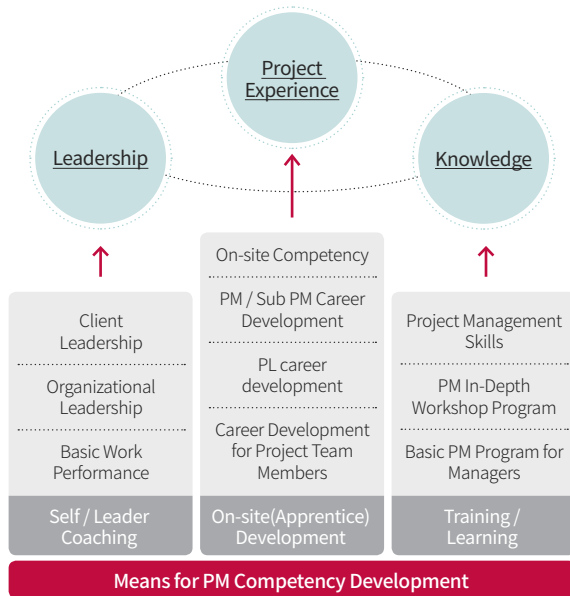 Project
Experience
Leadership
Knowledge
Client
Leadership
Organizational
Leadership
Basic Work
Performance
Self / Leader
Coaching
On-site Competency
PM / Sub PM Career
Development
PL career
development
Career Development
for Project Team
Members
On-site(Apprentice)
Development
Project Management
Skills
PM In-Depth
Workshop Program
Basic PM Program for
Managers
Training /
Learning
Means for PM Competency Development